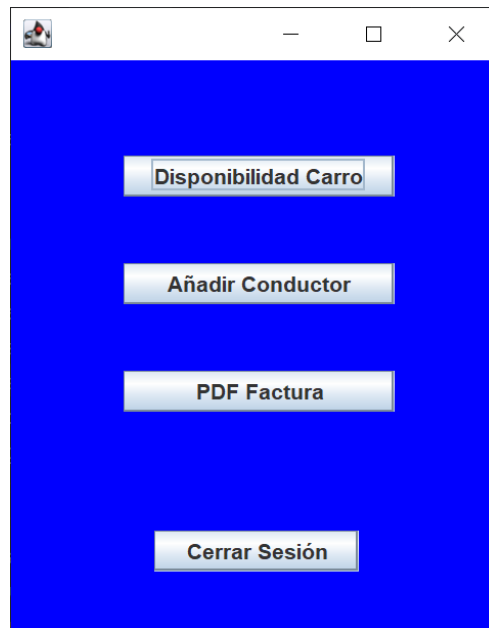 Disponibilidad Carro
Añadir Conductor
PDF Factura
Cerrar Sesión